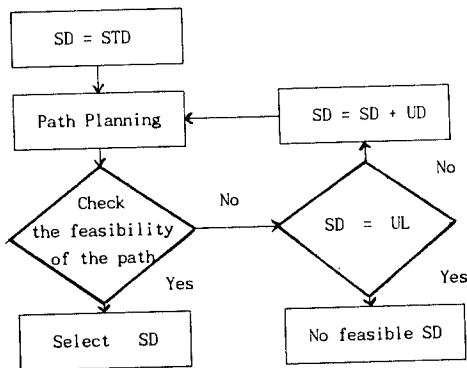 SD = STD
Path Planning
SD = SD + UD
Check
the feasibility
of the path
No
SD = UL
No
Yes
Yes
Select SD
No feasible SD